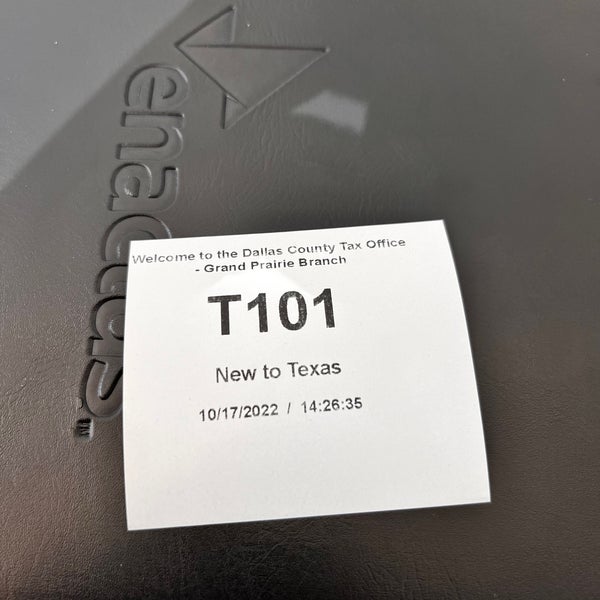 enactus™
Welcome to the Dallas County Tax Office
- Grand Prairie Branch
T101
New to Texas
10/17/2022 / 14:26:35